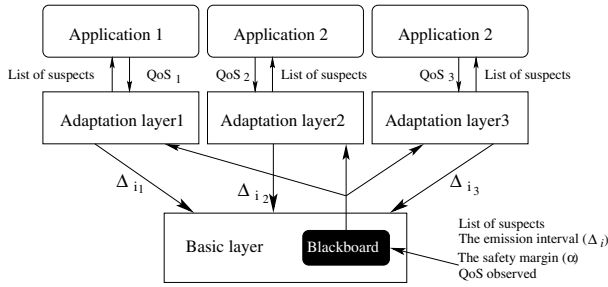 Application 1
Application 2
Application 2
List of suspects
QoS 1
QoS 2
List of suspects
QoS 3
List of suspects
Adaptation layer1
Adaptation layer2
Adaptation layer3
Δ i1
Δ i2
Δ i3
Basic layer
Blackboard
List of suspects
The emission interval (Δ i)
The safety margin (α)
QoS observed